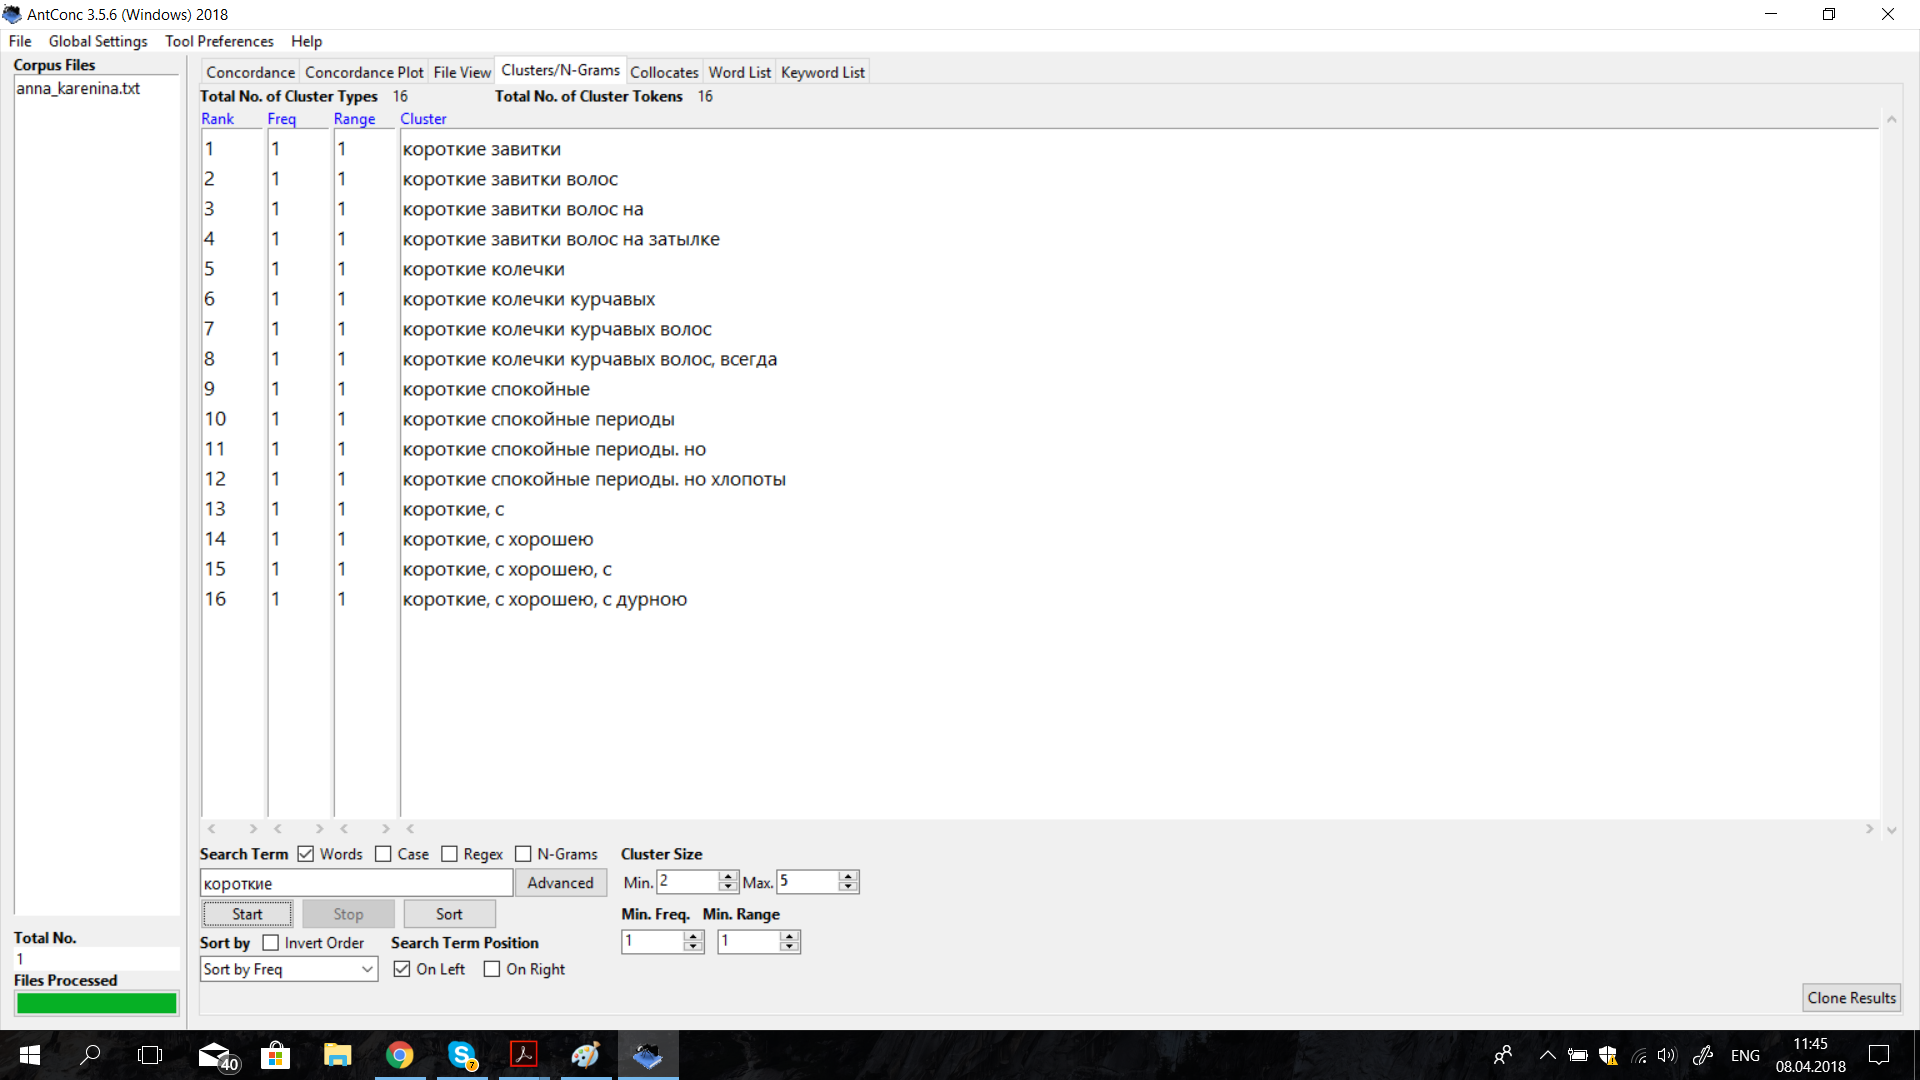 AntConc 3.5.6 (Windows) 2018
File Global Settings Tool Preferences Help
Corpus Files
anna_karenina.txt
Concordance Concordance Plot File View Clusters/N-Grams Collocates Word List Keyword List
Total No. of Cluster Types 16 Total No. of Cluster Tokens 16
Rank Freq Range Cluster
1 1 1 короткие завитки
2 1 1 короткие завитки волос
3 1 1 короткие завитки волос на
4 1 1 короткие завитки волос на затылке
5 1 1 короткие колечки
6 1 1 короткие колечки курчавых
7 1 1 короткие колечки курчавых волос
8 1 1 короткие колечки курчавых волос, всегда
9 1 1 короткие спокойные
10 1 1 короткие спокойные периоды
11 1 1 короткие спокойные периоды. но
12 1 1 короткие спокойные периоды. но хлопоты
13 1 1 короткие, с
14 1 1 короткие, с хорошею
15 1 1 короткие, с хорошею, с
16 1 1 короткие, с хорошею, с дурною
Search Term Words Case Regex N-Grams Cluster Size
короткие Advanced Min. 2 Max. 5
Start Stop Sort Min. Freq. Min. Range
Sort by Invert Order Search Term Position 1 1
Sort by Freq On Left On Right
Total No.
1
Files Processed
Clone Results
40 7 ENG 11:45
08.04.2018